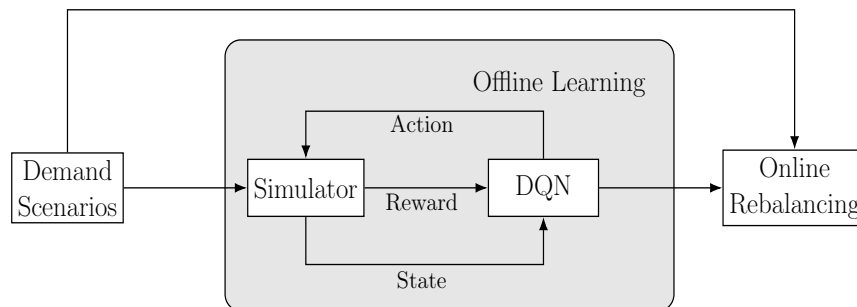 Offline Learning
Action
Demand
Scenarios
Simulator
Reward
DQN
Online
Rebalancing
State